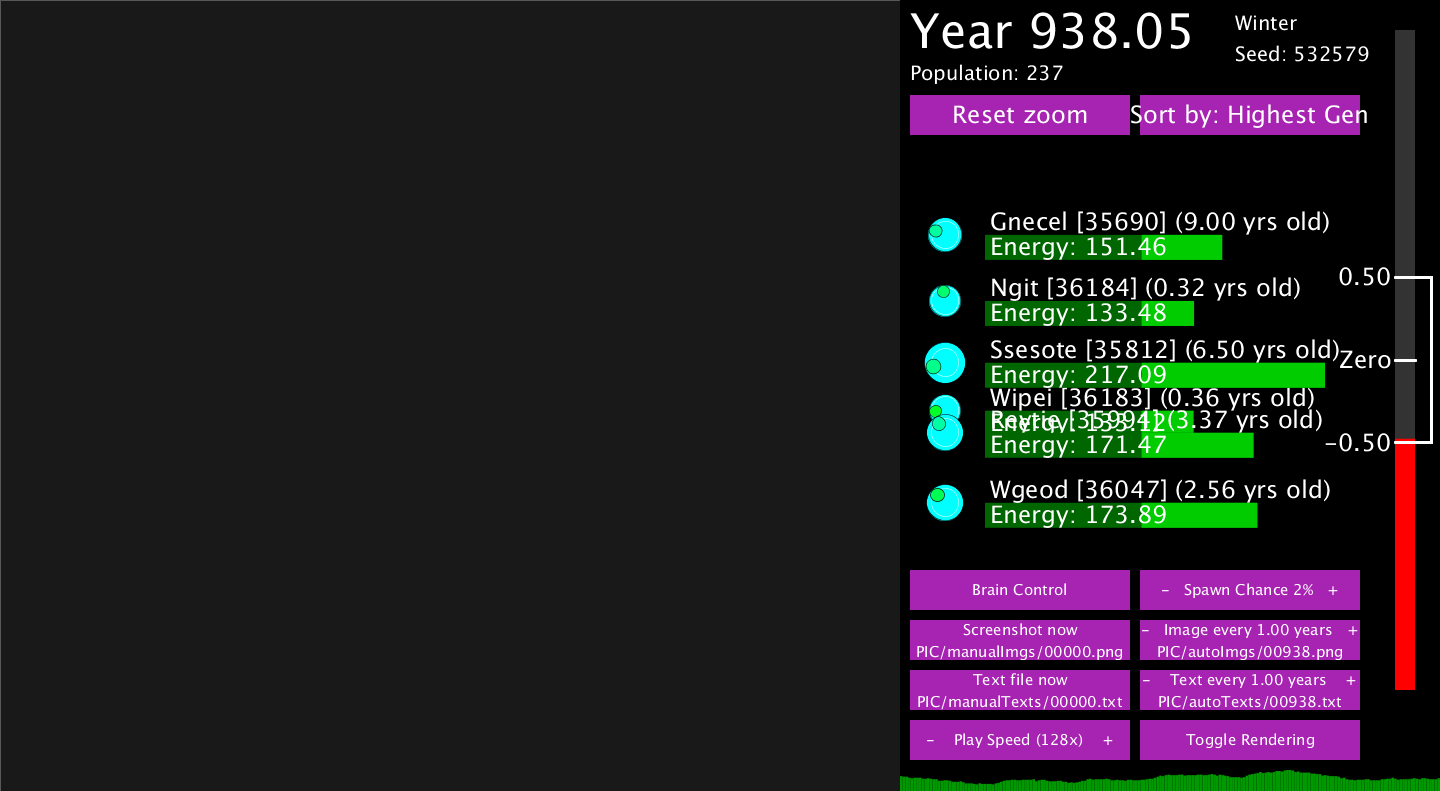 Year 938.05
Winter
Seed: 532579
Population: 237
Reset zoom
Sort by: Highest Gen
Gnecel [35690] (9.00 yrs old)
Energy: 151.46
Ngit [36184] (0.32 yrs old)
Energy: 133.48
Ssesote [35812] (6.50 yrs old)
Energy: 217.09
Wipei [36183] (0.36 yrs old)
(3.37 yrs old)
Energy: 171.47
Wgeod [36047] (2.56 yrs old)
Energy: 173.89
0.50
Zero
-0.50
Brain Control
- Spawn Chance 2% +
Screenshot now
PIC/manualImgs/00000.png
- Image every 1.00 years +
PIC/autoImgs/00938.png
Text file now
PIC/manualTexts/00000.txt
- Text every 1.00 years +
PIC/autoTexts/00938.txt
- Play Speed (128x) +
Toggle Rendering